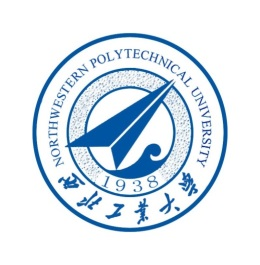 NORTHWESTERN POLYTECHNICAL UNIVERSITY
1938
西北工业大学